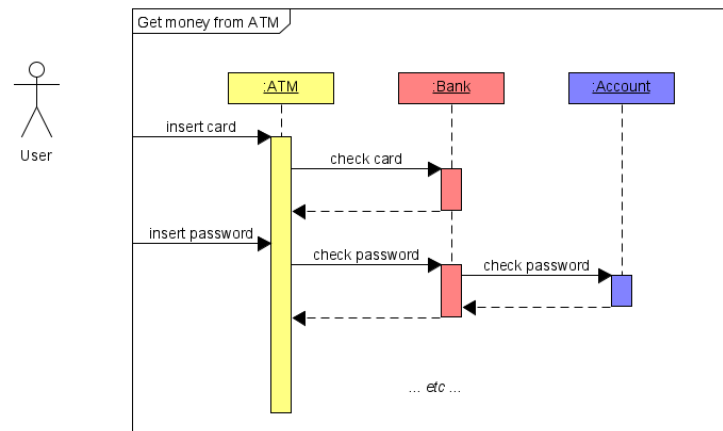 Get money from ATM
:ATM
:Bank
:Account
User
insert card
check card
insert password
check password
check password
... etc ...